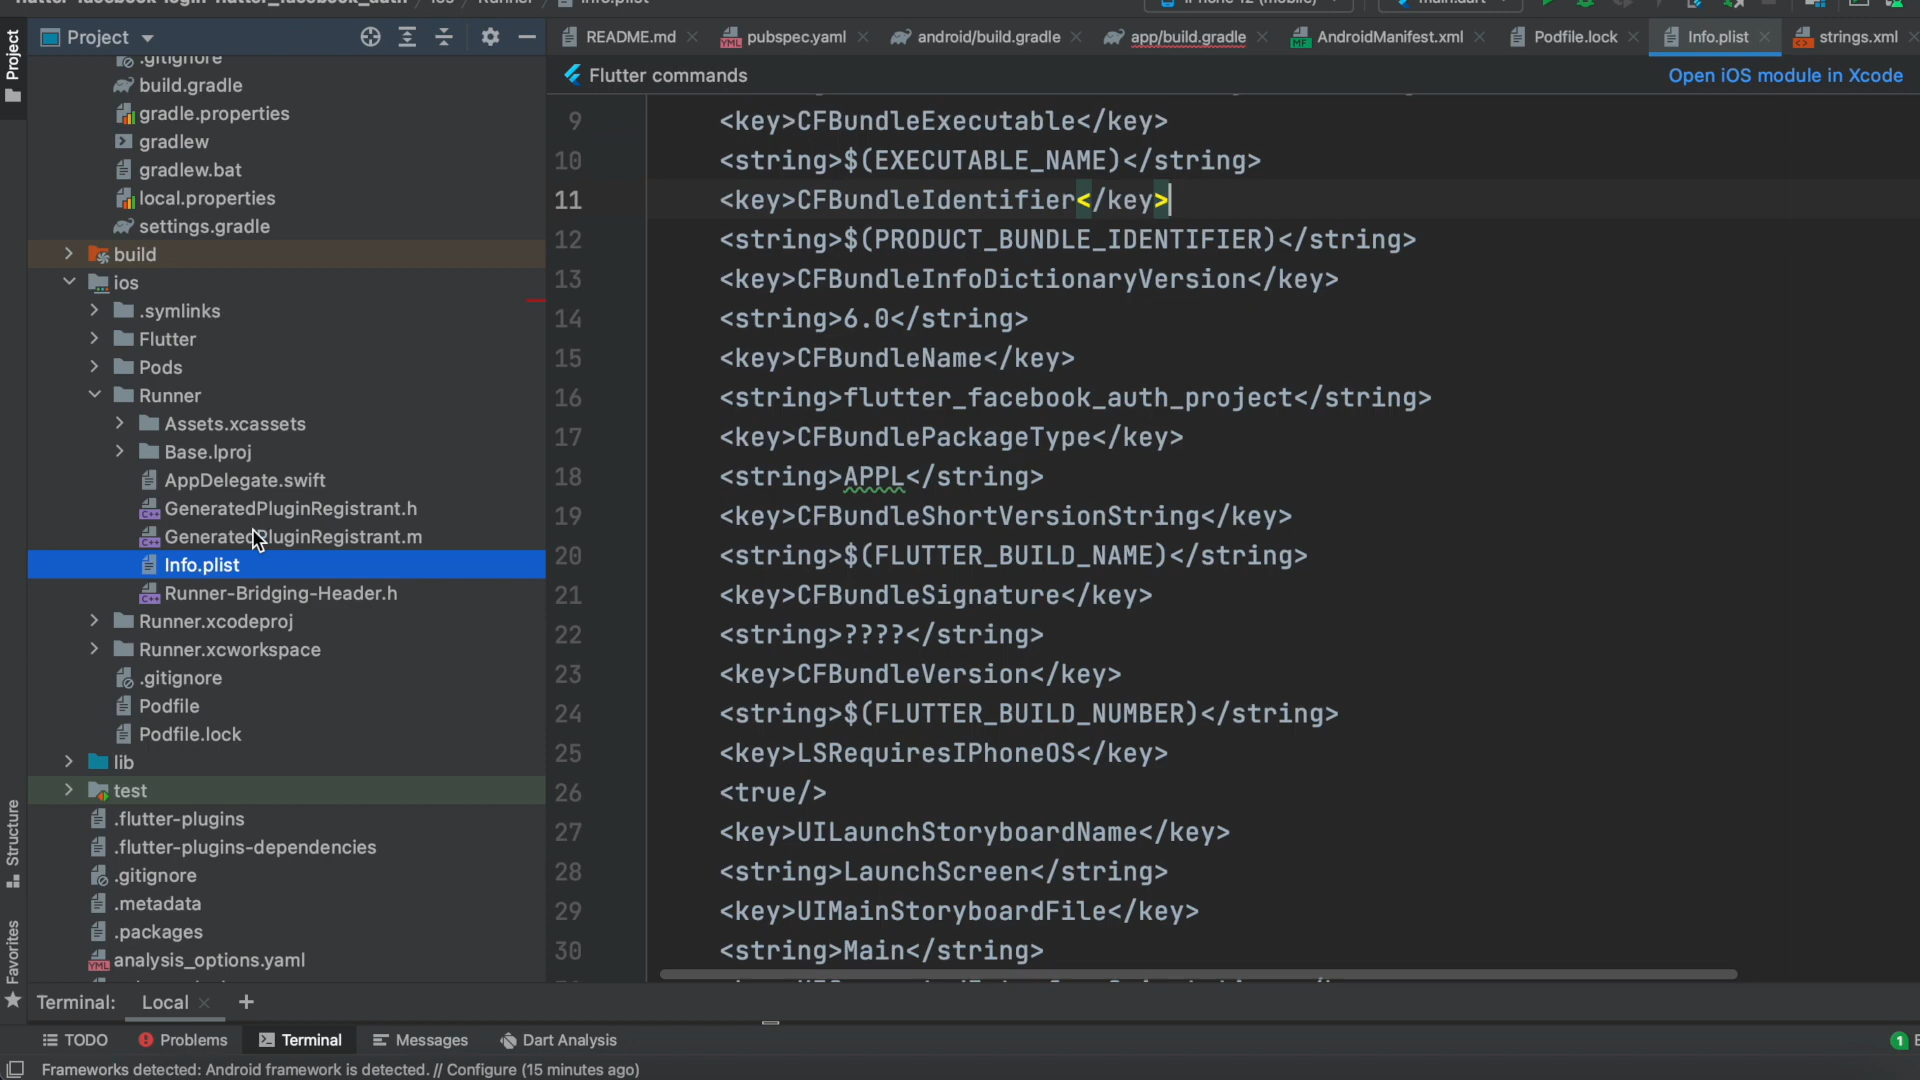 iPhone 12 (mobile)
main.dart
Project
README.md
pubspec.yaml
android/build.gradle
app/build.gradle
AndroidManifest.xml
Podfile.lock
Info.plist
strings.xml
Flutter commands
Open iOS module in Xcode
Project
.gitignore
build.gradle
gradle.properties
gradlew
gradlew.bat
local.properties
settings.gradle
build
ios
.symlinks
Flutter
Pods
Runner
Assets.xcassets
Base.lproj
AppDelegate.swift
GeneratedPluginRegistrant.h
GeneratedPluginRegistrant.m
Info.plist
Runner-Bridging-Header.h
Runner.xcodeproj
Runner.xcworkspace
.gitignore
Podfile
Podfile.lock
lib
test
.flutter-plugins
.flutter-plugins-dependencies
.gitignore
.metadata
.packages
analysis_options.yaml
Structure
Favorites
9 <key>CFBundleExecutable</key>
10 <string>$(EXECUTABLE_NAME)</string>
11 <key>CFBundleIdentifier</key>
12 <string>$(PRODUCT_BUNDLE_IDENTIFIER)</string>
13 <key>CFBundleInfoDictionaryVersion</key>
14 <string>6.0</string>
15 <key>CFBundleName</key>
16 <string>flutter_facebook_auth_project</string>
17 <key>CFBundlePackageType</key>
18 <string>APPL</string>
19 <key>CFBundleShortVersionString</key>
20 <string>$(FLUTTER_BUILD_NAME)</string>
21 <key>CFBundleSignature</key>
22 <string>????</string>
23 <key>CFBundleVersion</key>
24 <string>$(FLUTTER_BUILD_NUMBER)</string>
25 <key>LSRequiresIPhoneOS</key>
26 <true/>
27 <key>UILaunchStoryboardName</key>
28 <string>LaunchScreen</string>
29 <key>UIMainStoryboardFile</key>
30 <string>Main</string>
Terminal: Local
TODO Problems Terminal Messages Dart Analysis
1
Frameworks detected: Android framework is detected. // Configure (15 minutes ago)